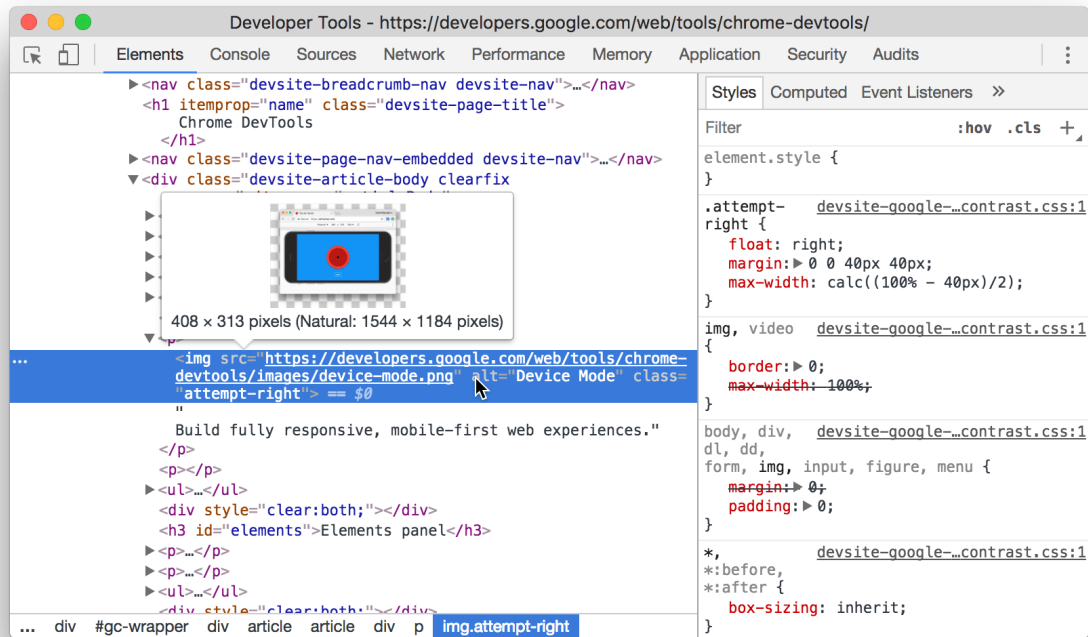 Developer Tools - https://developers.google.com/web/tools/chrome-devtools/
Elements Console Sources Network Performance Memory Application Security Audits
<nav class="devsite-breadcrumb-nav devsite-nav">…</nav>
<h1 itemprop="name" class="devsite-page-title">
Chrome DevTools
</h1>
<nav class="devsite-page-nav-embedded devsite-nav">…</nav>
<div class="devsite-article-body clearfix
408 × 313 pixels (Natural: 1544 × 1184 pixels)
…
<img src="https://developers.google.com/web/tools/chrome-
devtools/images/device-mode.png" alt="Device Mode" class=
"attempt-right"> == $0
"
Build fully responsive, mobile-first web experiences."
</p>
<p></p>
<ul>…</ul>
<div style="clear:both;"></div>
<h3 id="elements">Elements panel</h3>
<p>…</p>
<p>…</p>
<ul>…</ul>
<div style="clear:both;"></div>
… div #gc-wrapper div article article div p img.attempt-right
Styles Computed Event Listeners »
Filter :hov .cls +
element.style {
}
.attempt- devsite-google-…contrast.css:1
right {
float: right;
margin: 0 0 40px 40px;
max-width: calc((100% - 40px)/2);
}
img, video devsite-google-…contrast.css:1
{
border: 0;
max-width: 100%;
}
body, div, devsite-google-…contrast.css:1
dl, dd,
form, img, input, figure, menu {
margin: 0;
padding: 0;
}
*, devsite-google-…contrast.css:1
*:before,
*:after {
box-sizing: inherit;
}